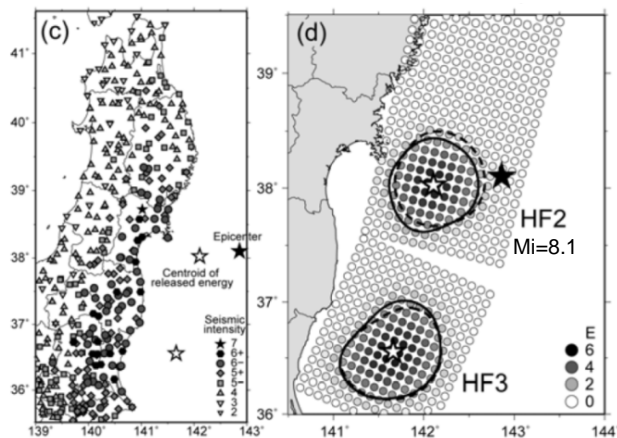 (c)
41˚
40˚
39˚
38˚
37˚
36˚
139˚
140˚
141˚
142˚
143˚
Epicenter
Centroid of
released energy
Seismic
intensity
7
6+
6−
5+
5−
4
3
2
(d)
39˚
38˚
37˚
36˚
141˚
142˚
143˚
144˚
HF2
Mi=8.1
HF3
E
6
4
2
0